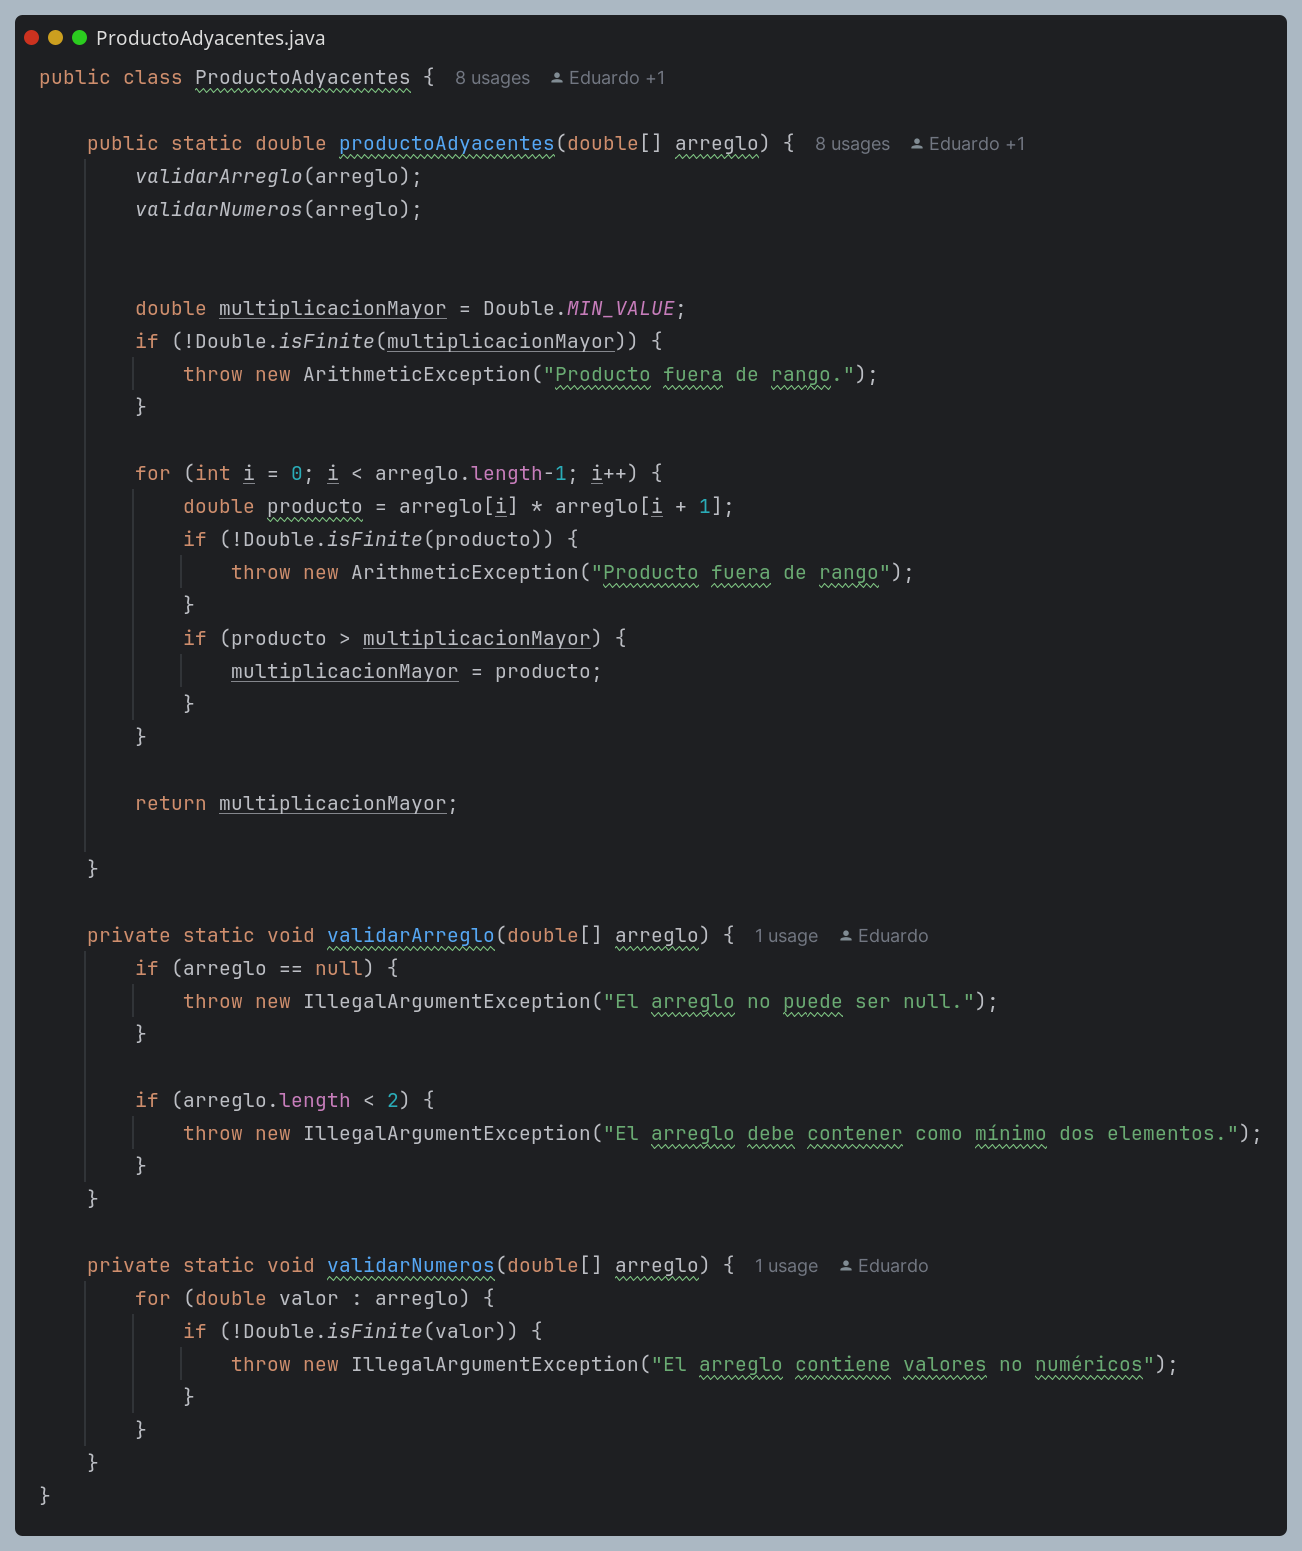 ProductoAdyacentes.java
public class ProductoAdyacentes { 8 usages Eduardo +1
public static double productoAdyacentes(double[] arreglo) { 8 usages Eduardo +1
validarArreglo(arreglo);
validarNumeros(arreglo);
double multiplicacionMayor = Double.MIN_VALUE;
if (!Double.isFinite(multiplicacionMayor)) {
throw new ArithmeticException("Producto fuera de rango.");
}
for (int i = 0; i < arreglo.length-1; i++) {
double producto = arreglo[i] * arreglo[i + 1];
if (!Double.isFinite(producto)) {
throw new ArithmeticException("Producto fuera de rango");
}
if (producto > multiplicacionMayor) {
multiplicacionMayor = producto;
}
}
return multiplicacionMayor;
}
private static void validarArreglo(double[] arreglo) { 1 usage Eduardo
if (arreglo == null) {
throw new IllegalArgumentException("El arreglo no puede ser null.");
}
if (arreglo.length < 2) {
throw new IllegalArgumentException("El arreglo debe contener como mínimo dos elementos.");
}
}
private static void validarNumeros(double[] arreglo) { 1 usage Eduardo
for (double valor : arreglo) {
if (!Double.isFinite(valor)) {
throw new IllegalArgumentException("El arreglo contiene valores no numéricos");
}
}
}
}